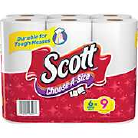 Durable for
Tough Messes
Scott
Choose-A-Size
6=9